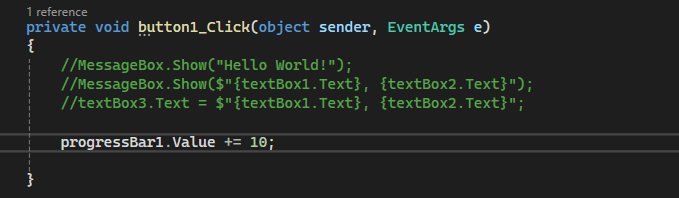 1 reference
private void button1_Click(object sender, EventArgs e)
{
//MessageBox.Show("Hello World!");
//MessageBox.Show($"{textBox1.Text}, {textBox2.Text}");
//textBox3.Text = $"{textBox1.Text}, {textBox2.Text}";
progressBar1.Value += 10;
}